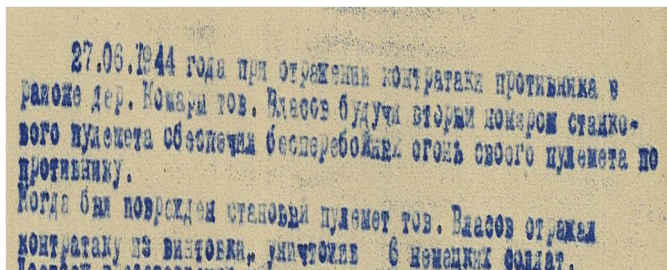 27.06.1944 года при отражении контратаки противника в
районе дер. Комары тов. Власов будучи вторым номером станко-
вого пулемета обеспечил бесперебойный огонь своего пулемета по
противнику.
Когда был поврежден становый пулемет тов. Власов отражал
контратаку из винтовки, уничтожив 6 немецких солдат.